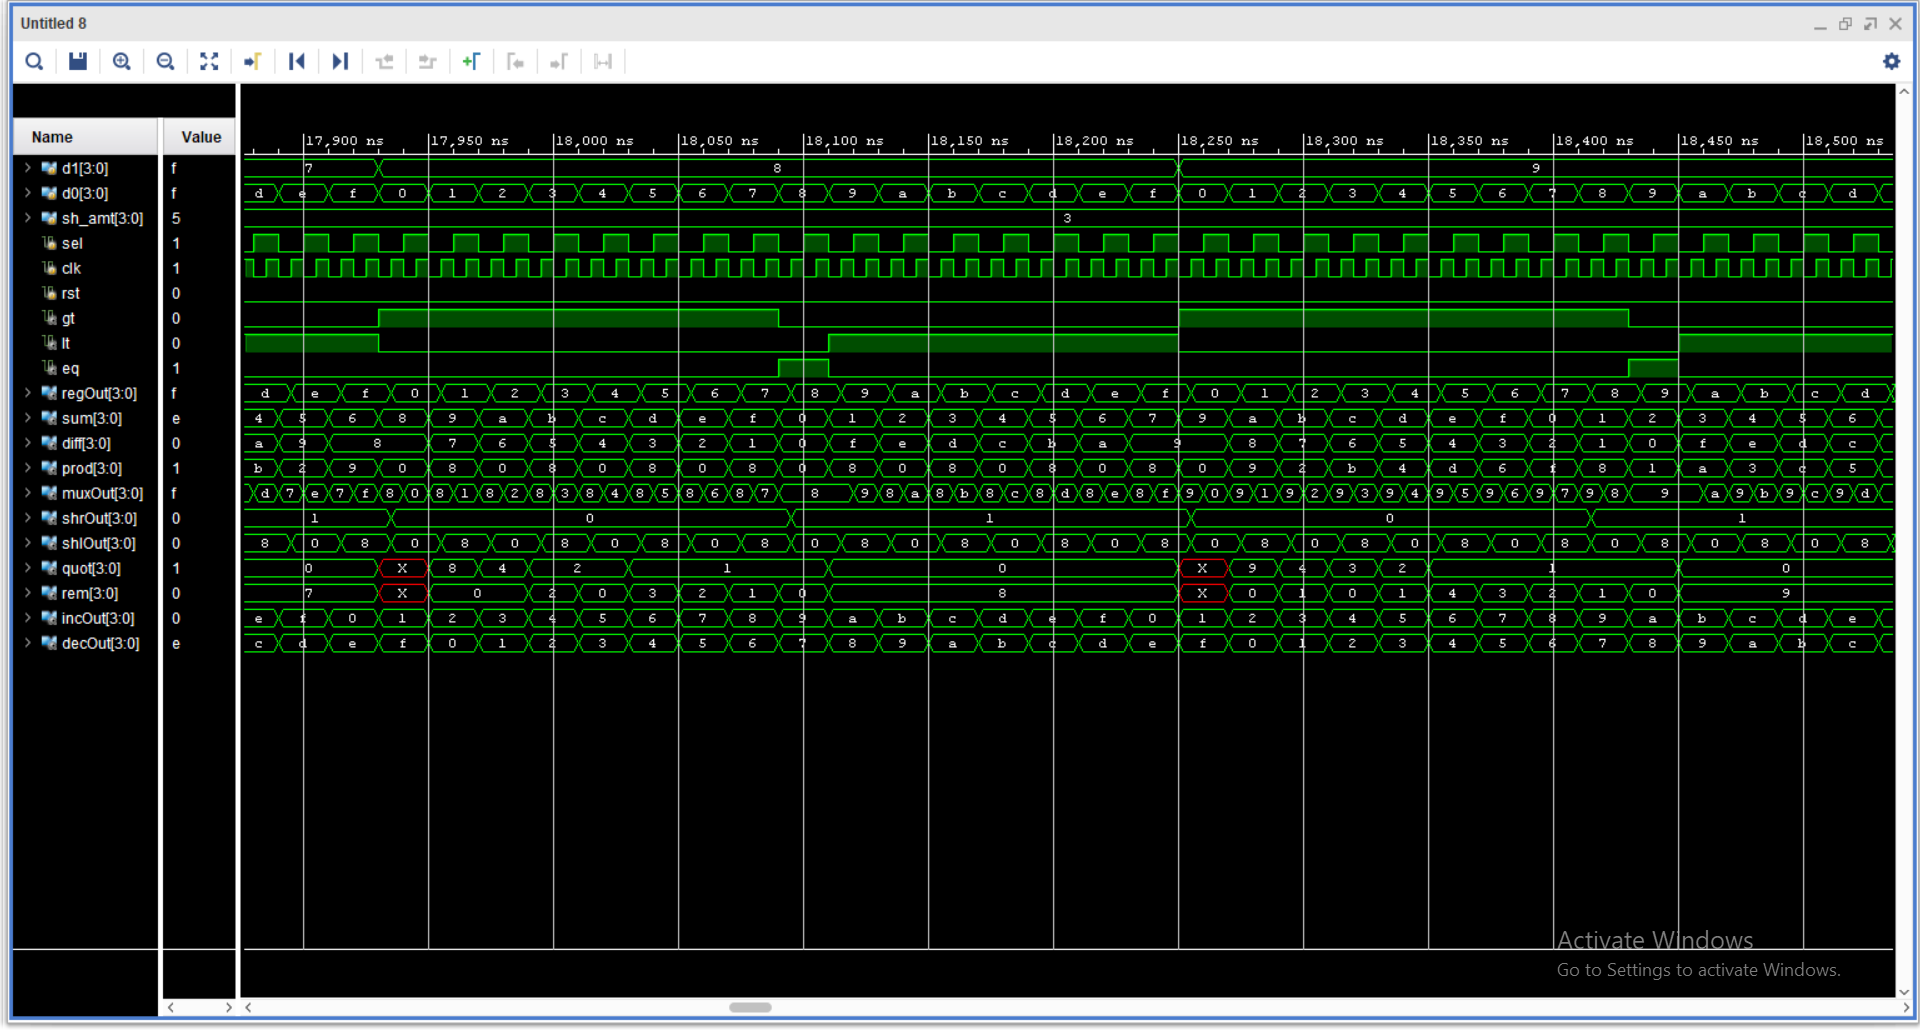 Untitled 8
Name Value
17,900 ns 17,950 ns 18,000 ns 18,050 ns 18,100 ns 18,150 ns 18,200 ns 18,250 ns 18,300 ns 18,350 ns 18,400 ns 18,450 ns 18,500 ns
d1[3:0] f 7 8 9
d0[3:0] f d e f 0 1 2 3 4 5 6 7 8 9 a b c d e f 0 1 2 3 4 5 6 7 8 9 a b c d
sh_amt[3:0] 5 3
sel 1
clk 1
rst 0
gt 0
lt 0
eq 1
regOut[3:0] f d e f 0 1 2 3 4 5 6 7 8 9 a b c d e f 0 1 2 3 4 5 6 7 8 9 a b c d
sum[3:0] e 4 5 6 8 9 a b c d e f 0 1 2 3 4 5 6 7 9 a b c d e f 0 1 2 3 4 5 6
diff[3:0] 0 a 9 8 7 6 5 4 3 2 1 0 f e d c b a 9 8 7 6 5 4 3 2 1 0 f e d c
prod[3:0] 1 b 2 9 0 8 0 8 0 8 0 8 0 8 0 8 0 8 0 8 0 9 2 b 4 d 6 f 8 1 a 3 c 5
muxOut[3:0] f d 7 e 7 f 8 0 8 1 8 2 8 3 8 4 8 5 8 6 8 7 8 9 8 a 8 b 8 c 8 d 8 e 8 f 9 0 9 1 9 2 9 3 9 4 9 5 9 6 9 7 9 8 9 a 9 b 9 c 9 d
shrOut[3:0] 0 1 0 1 0 1
shlOut[3:0] 0 8 0 8 0 8 0 8 0 8 0 8 0 8 0 8 0 8 0 8 0 8 0 8 0 8 0 8 0 8 0 8 0 8
quot[3:0] 1 0 X 8 4 2 1 0 X 9 4 3 2 1 0
rem[3:0] 0 7 X 0 2 0 3 2 1 0 8 X 0 1 0 1 4 3 2 1 0 9
incOut[3:0] 0 e f 0 1 2 3 4 5 6 7 8 9 a b c d e f 0 1 2 3 4 5 6 7 8 9 a b c d e
decOut[3:0] e c d e f 0 1 2 3 4 5 6 7 8 9 a b c d e f 0 1 2 3 4 5 6 7 8 9 a b c
Activate Windows
Go to Settings to activate Windows.